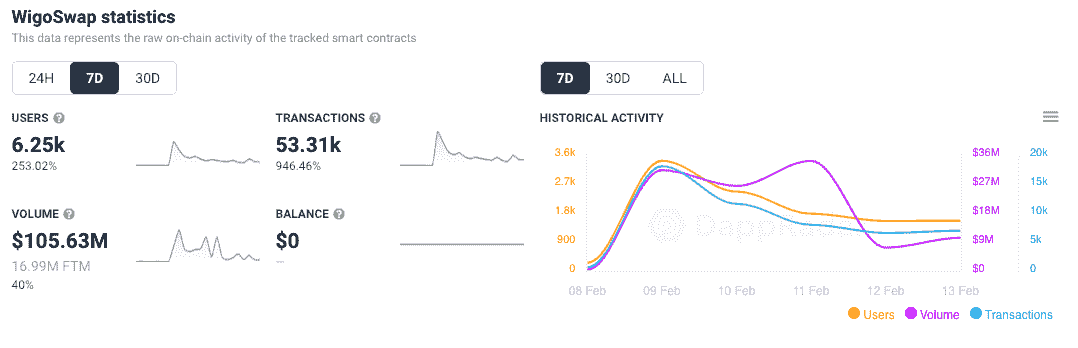 WigoSwap statistics
This data represents the raw on-chain activity of the tracked smart contracts
24H 7D 30D
7D 30D ALL
USERS ?
6.25k
253.02%
TRANSACTIONS ?
53.31k
946.46%
VOLUME ?
$105.63M
16.99M FTM
40%
BALANCE ?
$0
—
HISTORICAL ACTIVITY
3.6k
2.7k
1.8k
900
0
$36M
$27M
$18M
$9M
$0
20k
15k
10k
5k
0
08 Feb 09 Feb 10 Feb 11 Feb 12 Feb 13 Feb
Users Volume Transactions